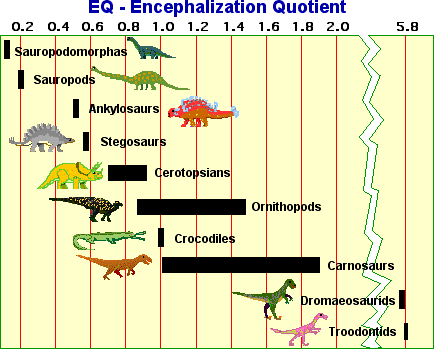 EQ - Encephalization Quotient
0.2 0.4 0.6 0.8 1.0 1.2 1.4 1.6 1.8 2.0 5.8
Sauropodomorphas
Sauropods
Ankylosaurs
Stegosaurs
Cerotopsians
Ornithopods
Crocodiles
Carnosaurs
Dromaeosaurids
Troodontids